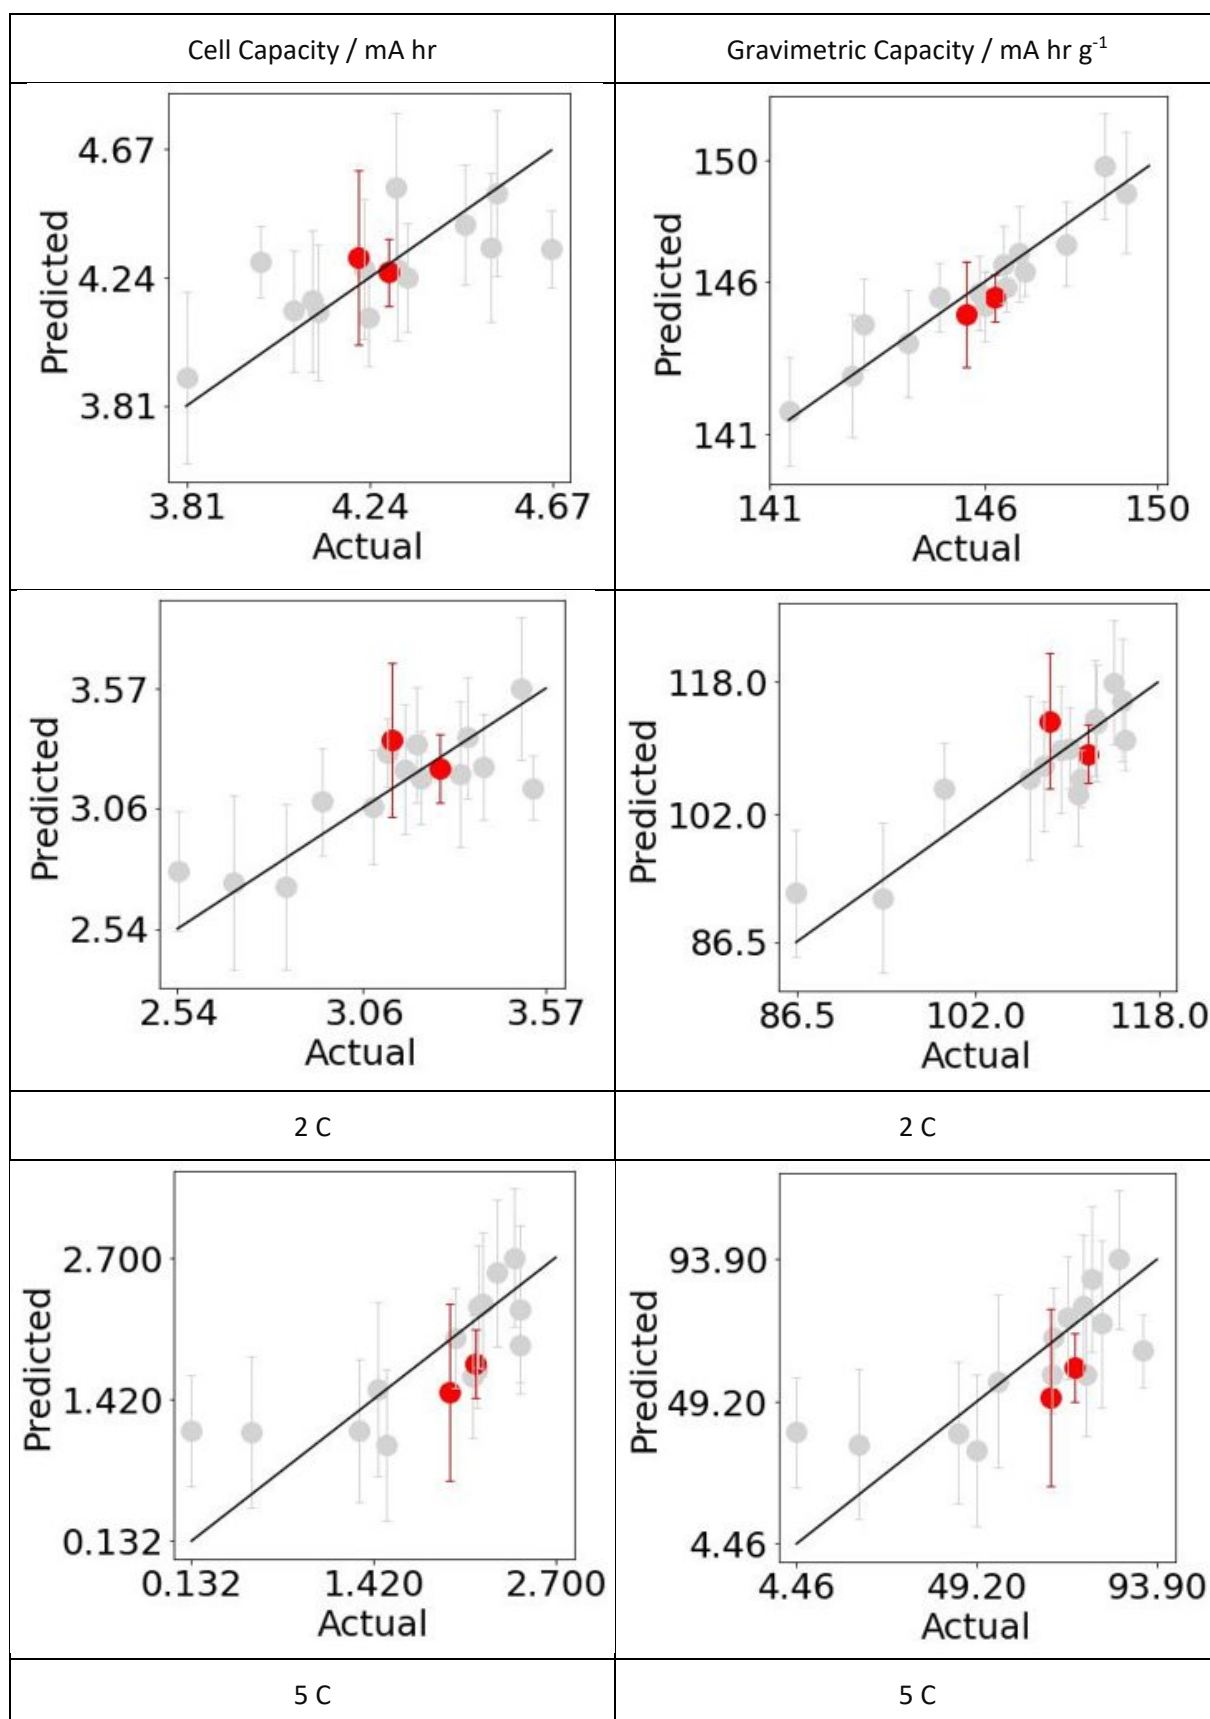 Cell Capacity / mA hr
Gravimetric Capacity / mA hr g-1
4.67
4.24
3.81
Predicted
3.81 4.24 4.67
Actual
150
146
141
Predicted
141 146 150
Actual
3.57
3.06
2.54
Predicted
2.54 3.06 3.57
Actual
118.0
102.0
86.5
Predicted
86.5 102.0 118.0
Actual
2 C
2 C
2.700
1.420
0.132
Predicted
0.132 1.420 2.700
Actual
93.90
49.20
4.46
Predicted
4.46 49.20 93.90
Actual
5 C
5 C